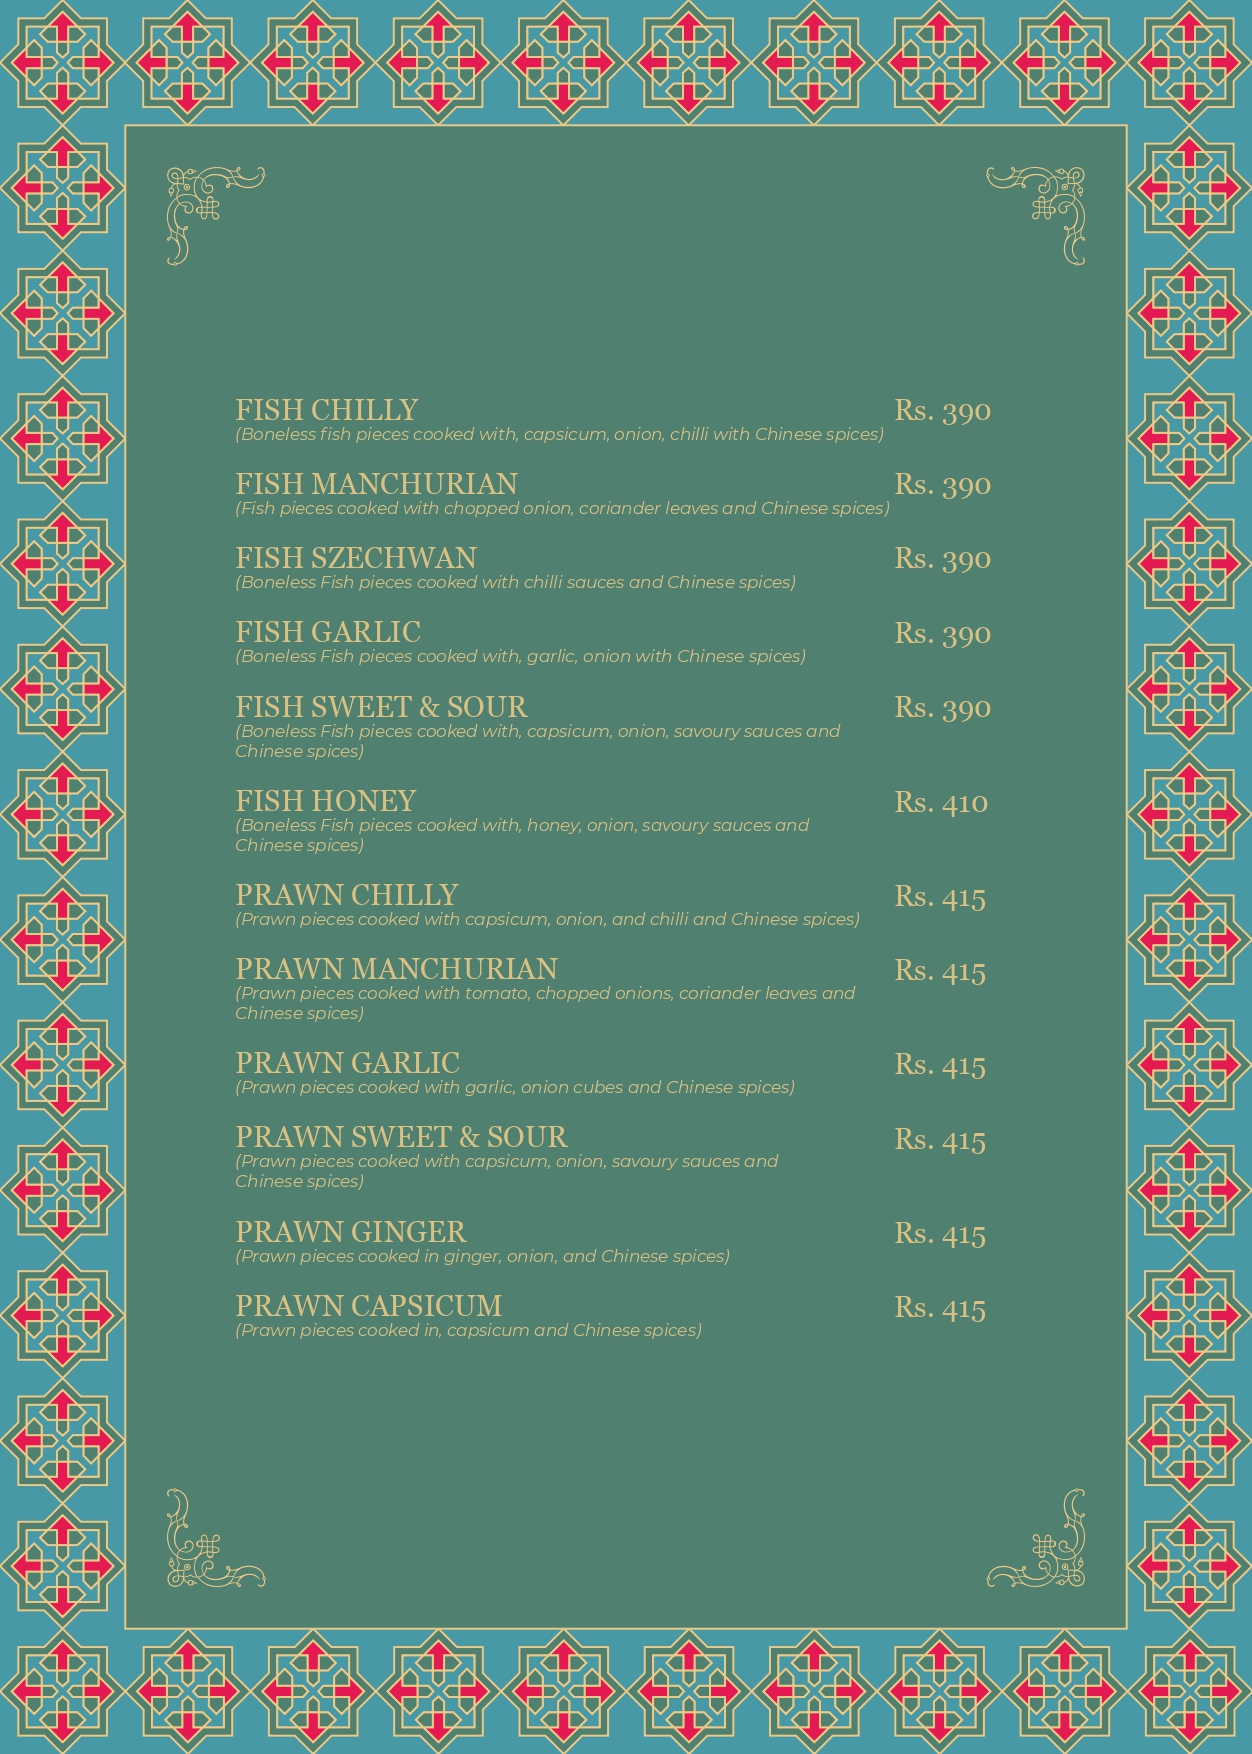 FISH CHILLY Rs. 390
(Boneless fish pieces cooked with, capsicum, onion, chilli with Chinese spices)
FISH MANCHURIAN Rs. 390
(Fish pieces cooked with chopped onion, coriander leaves and Chinese spices)
FISH SZECHWAN Rs. 390
(Boneless Fish pieces cooked with chilli sauces and Chinese spices)
FISH GARLIC Rs. 390
(Boneless Fish pieces cooked with, garlic, onion with Chinese spices)
FISH SWEET & SOUR Rs. 390
(Boneless Fish pieces cooked with, capsicum, onion, savoury sauces and
Chinese spices)
FISH HONEY Rs. 410
(Boneless Fish pieces cooked with, honey, onion, savoury sauces and
Chinese spices)
PRAWN CHILLY Rs. 415
(Prawn pieces cooked with capsicum, onion, and chilli and Chinese spices)
PRAWN MANCHURIAN Rs. 415
(Prawn pieces cooked with tomato, chopped onions, coriander leaves and
Chinese spices)
PRAWN GARLIC Rs. 415
(Prawn pieces cooked with garlic, onion cubes and Chinese spices)
PRAWN SWEET & SOUR Rs. 415
(Prawn pieces cooked with capsicum, onion, savoury sauces and
Chinese spices)
PRAWN GINGER Rs. 415
(Prawn pieces cooked in ginger, onion, and Chinese spices)
PRAWN CAPSICUM Rs. 415
(Prawn pieces cooked in, capsicum and Chinese spices)